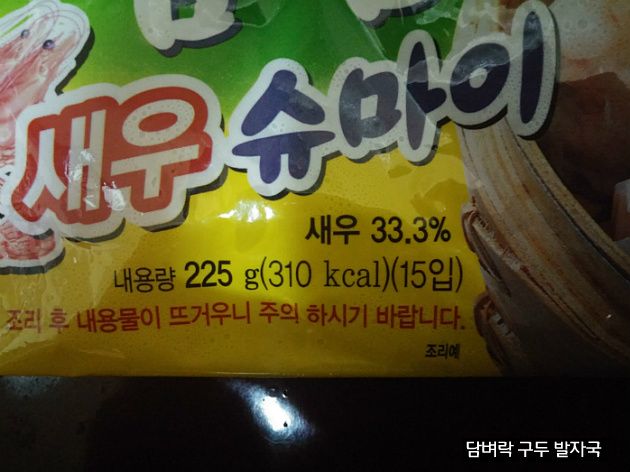 새우 슈마이
새우 33.3%
내용량 225 g(310 kcal)(15입)
조리 후 내용물이 뜨거우니 주의 하시기 바랍니다.
조리예
담벼락 구두 발자국